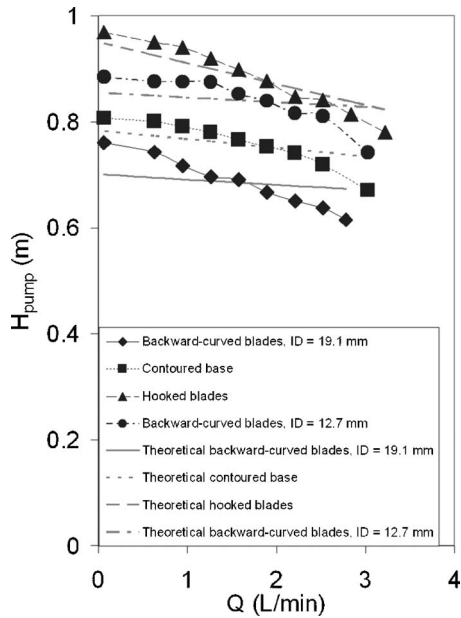 1
0.8
0.6
0.4
0.2
0
H pump (m)
Backward-curved blades, ID = 19.1 mm
Contoured base
Hooked blades
Backward-curved blades, ID = 12.7 mm
Theoretical backward-curved blades, ID = 19.1 mm
Theoretical contoured base
Theoretical hooked blades
Theoretical backward-curved blades, ID = 12.7 mm
0 1 2 3 4
Q (L/min)